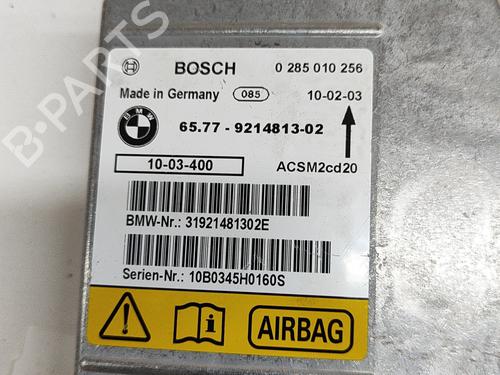 BOSCH 0 285 010 256
Made in Germany 085 10-02-03
BMW
65.77 - 9214813-02
10-03-400 ACSM2cd20
BMW-Nr.: 31921481302E
Serien-Nr.: 10B0345H0160S
AIRBAG
B-PARTS